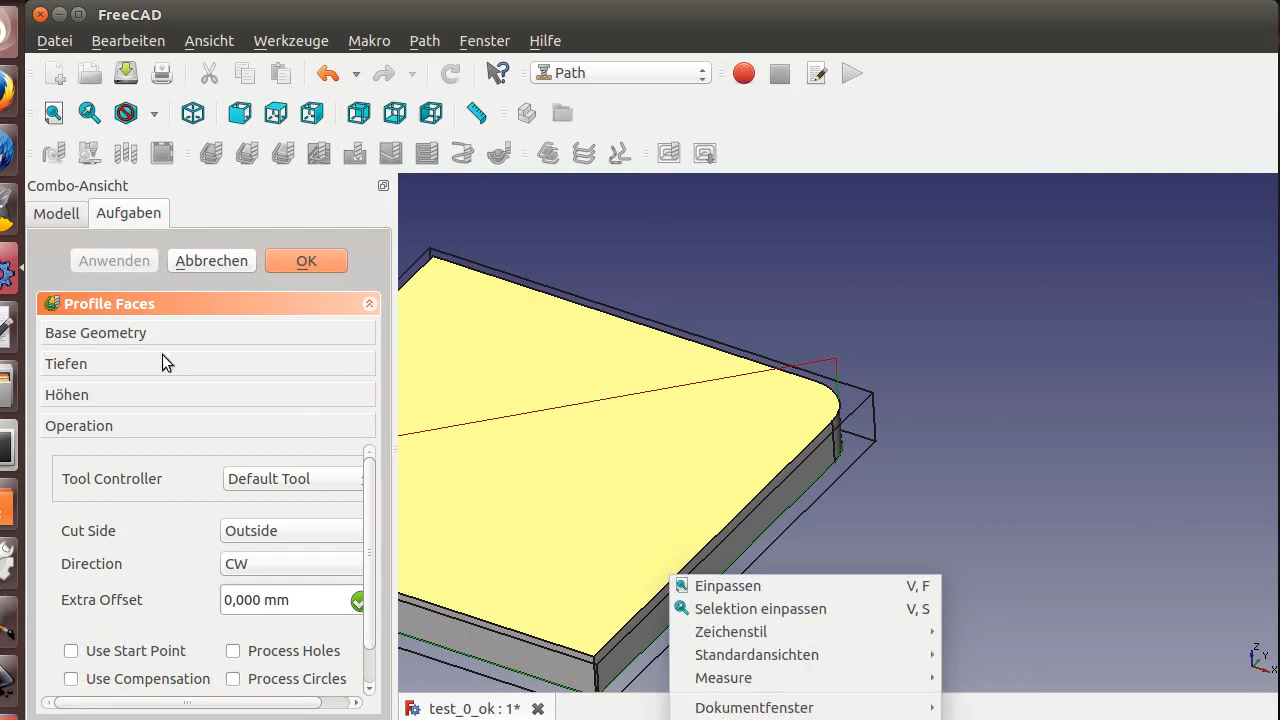 FreeCAD
Datei Bearbeiten Ansicht Werkzeuge Makro Path Fenster Hilfe
Path
Combo-Ansicht
Modell Aufgaben
Anwenden Abbrechen OK
Profile Faces
Base Geometry
Tiefen
Höhen
Operation
Tool Controller Default Tool
Cut Side Outside
Direction CW
Extra Offset 0,000 mm
Use Start Point Process Holes
Use Compensation Process Circles
Einpassen V, F
Selektion einpassen V, S
Zeichenstil
Standardansichten
Measure
Dokumentfenster
test_0_ok : 1*
Z
Y
X